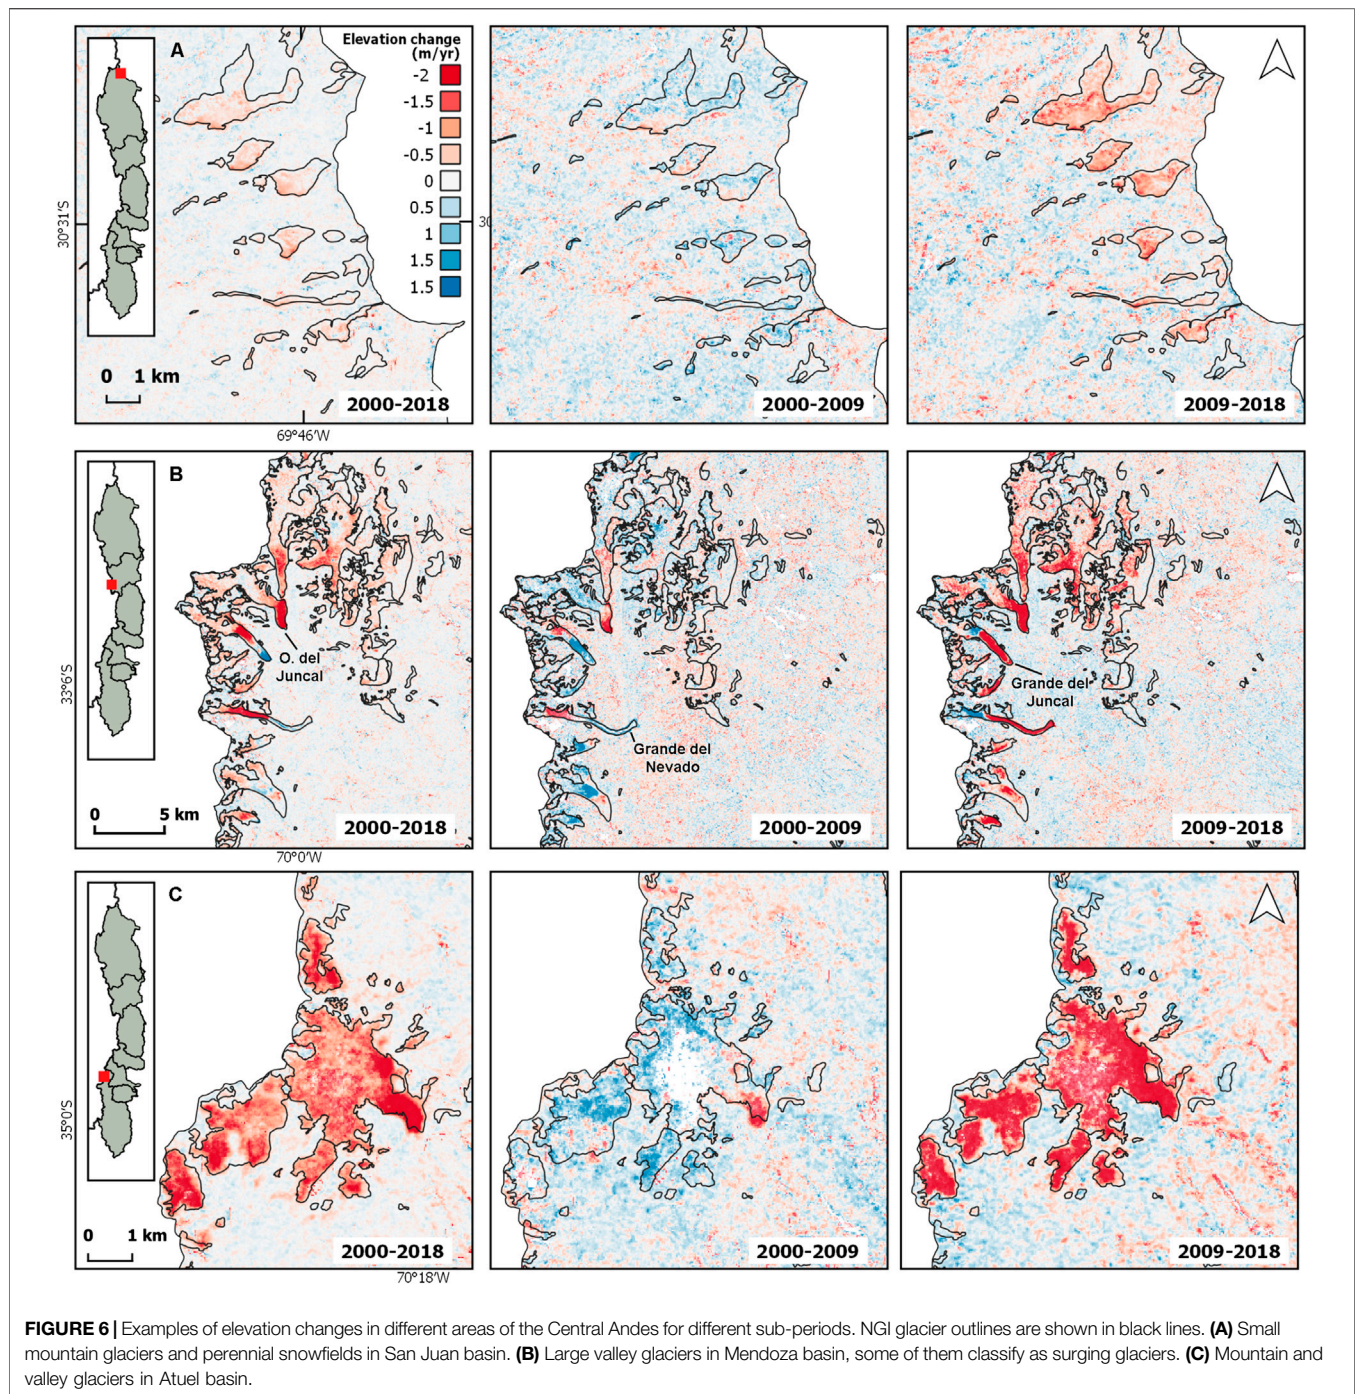 A
Elevation change
(m/yr)
-2
-1.5
-1
-0.5
0
0.5
1
1.5
1.5
30°31'S
30
0 1 km
2000-2018
2000-2009
2009-2018
69°46'W
B
O. del
Juncal
Grande del
Nevado
Grande del
Juncal
33°6'S
0 5 km
2000-2018
2000-2009
2009-2018
70°0'W
C
35°0'S
0 1 km
2000-2018
2000-2009
2009-2018
70°18'W
FIGURE 6 | Examples of elevation changes in different areas of the Central Andes for different sub-periods. NGI glacier outlines are shown in black lines. (A) Small
mountain glaciers and perennial snowfields in San Juan basin. (B) Large valley glaciers in Mendoza basin, some of them classify as surging glaciers. (C) Mountain and
valley glaciers in Atuel basin.